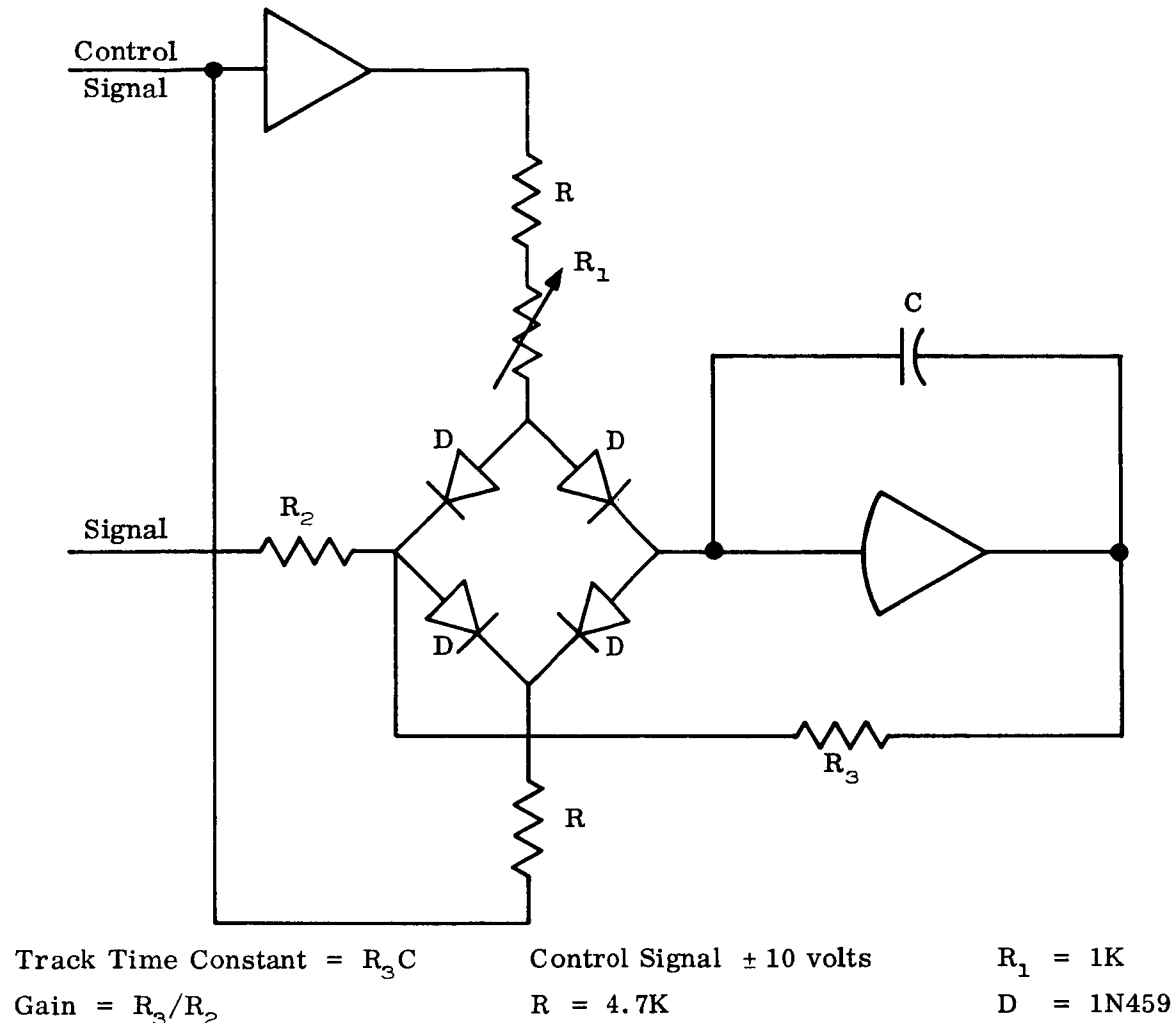 Control
Signal
R
R₁
C
D
D
Signal
R₂
D
D
R₃
R
Track Time Constant = R₃C
Control Signal ± 10 volts
R₁ = 1K
Gain = R₃/R₂
R = 4.7K
D = 1N459